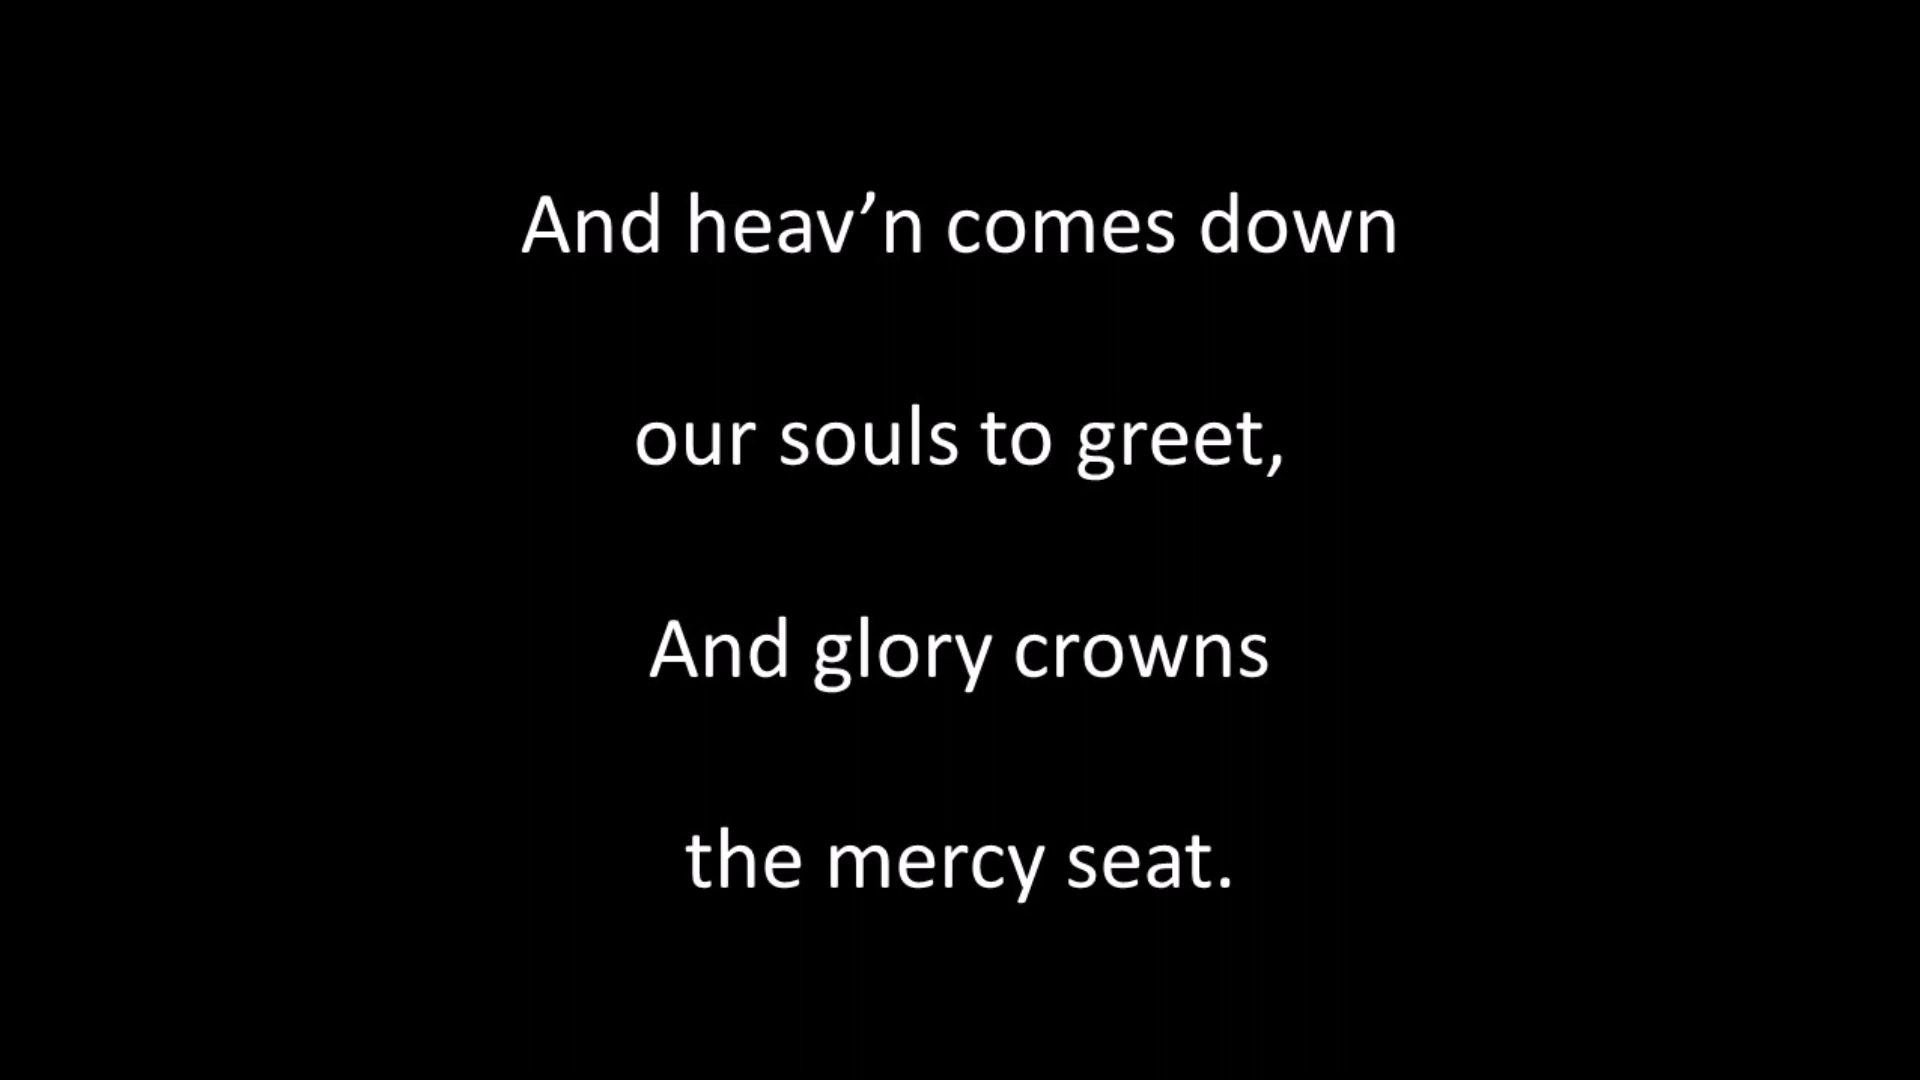 And heav’n comes down
our souls to greet,
And glory crowns
the mercy seat.